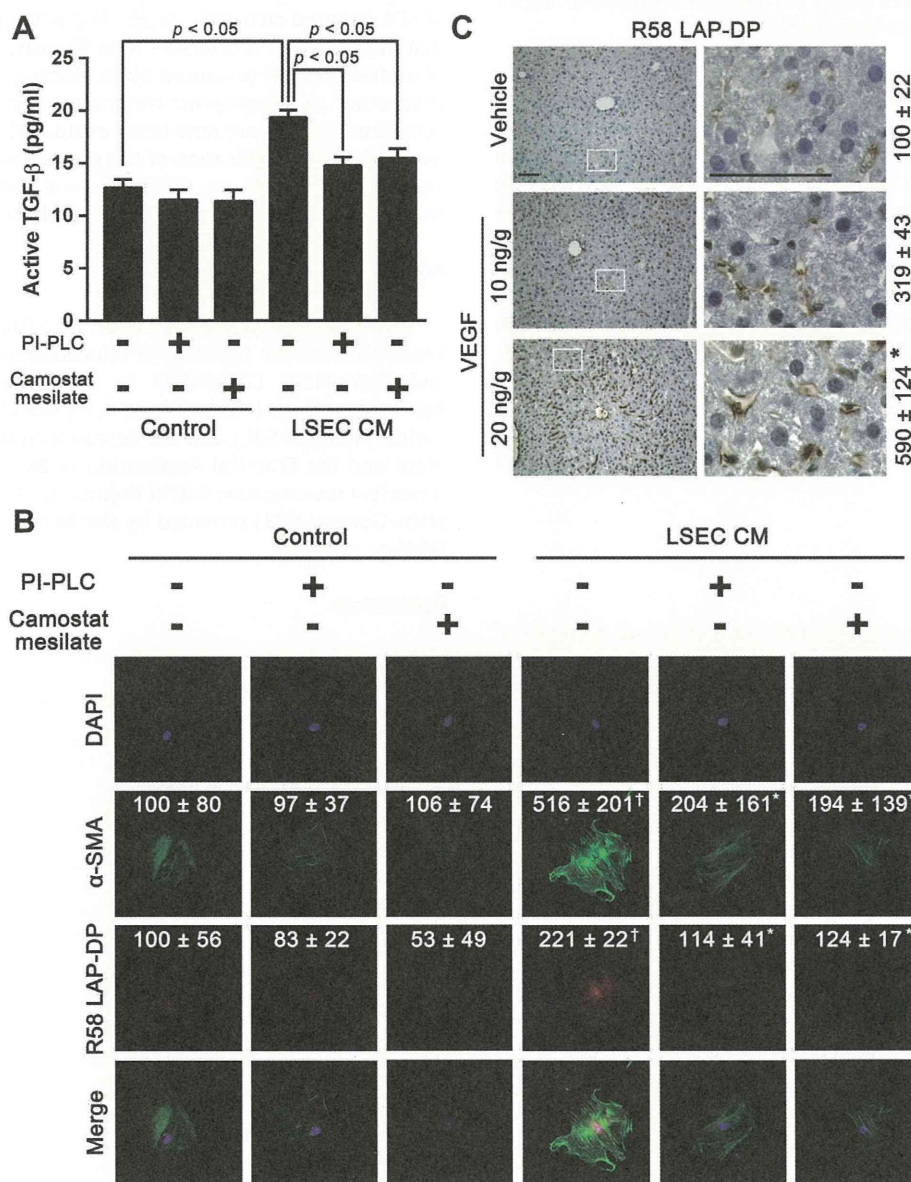 A
p < 0.05
p < 0.05
p < 0.05
Active TGF-β (pg/ml)
25
20
15
10
5
0
PI-PLC - + - - + -
Camostat mesilate - - + - - +
Control LSEC CM
C
R58 LAP-DP
Vehicle 100 ± 22
VEGF
10 ng/g 319 ± 43
20 ng/g 590 ± 124*
B
Control LSEC CM
PI-PLC - + - - + -
Camostat mesilate - - + - - +
DAPI
α-SMA 100 ± 80 97 ± 37 106 ± 74 516 ± 201† 204 ± 161* 194 ± 139*
R58 LAP-DP 100 ± 56 83 ± 22 53 ± 49 221 ± 22† 114 ± 41* 124 ± 17*
Merge